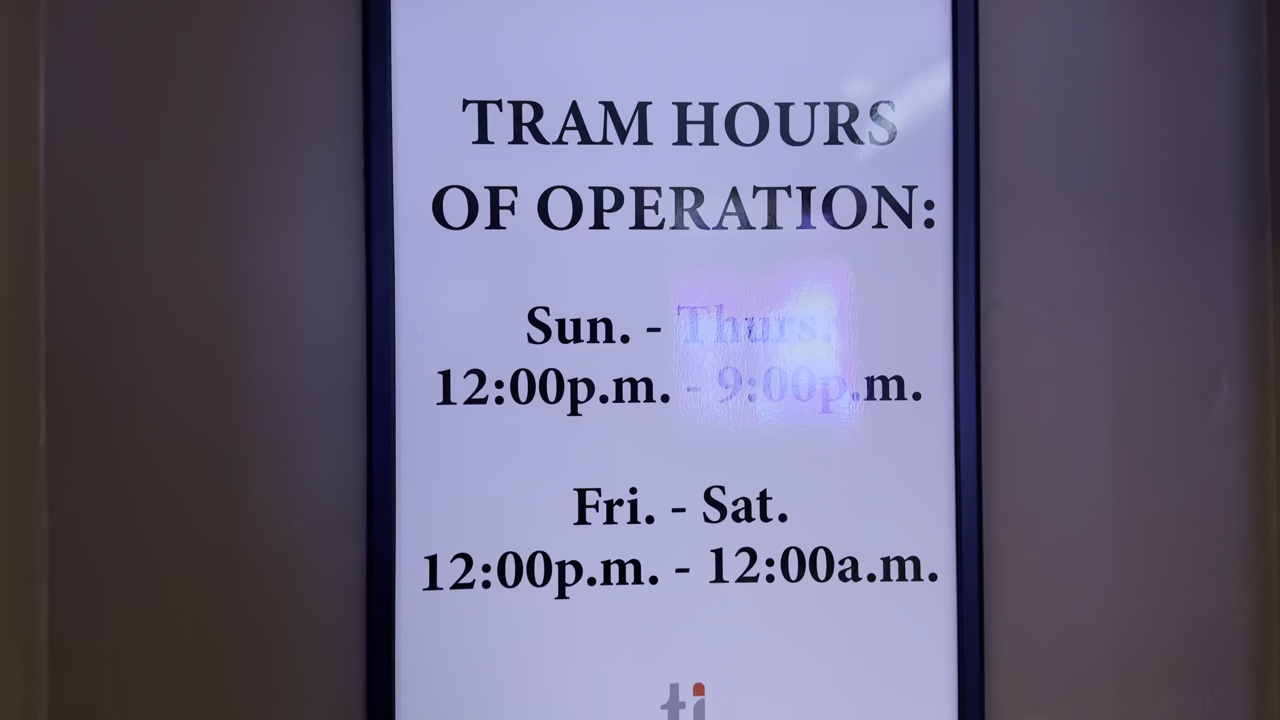 TRAM HOURS
OF OPERATION:
Sun. - Thurs.
12:00p.m. - 9:00p.m.
Fri. - Sat.
12:00p.m. - 12:00a.m.
ti